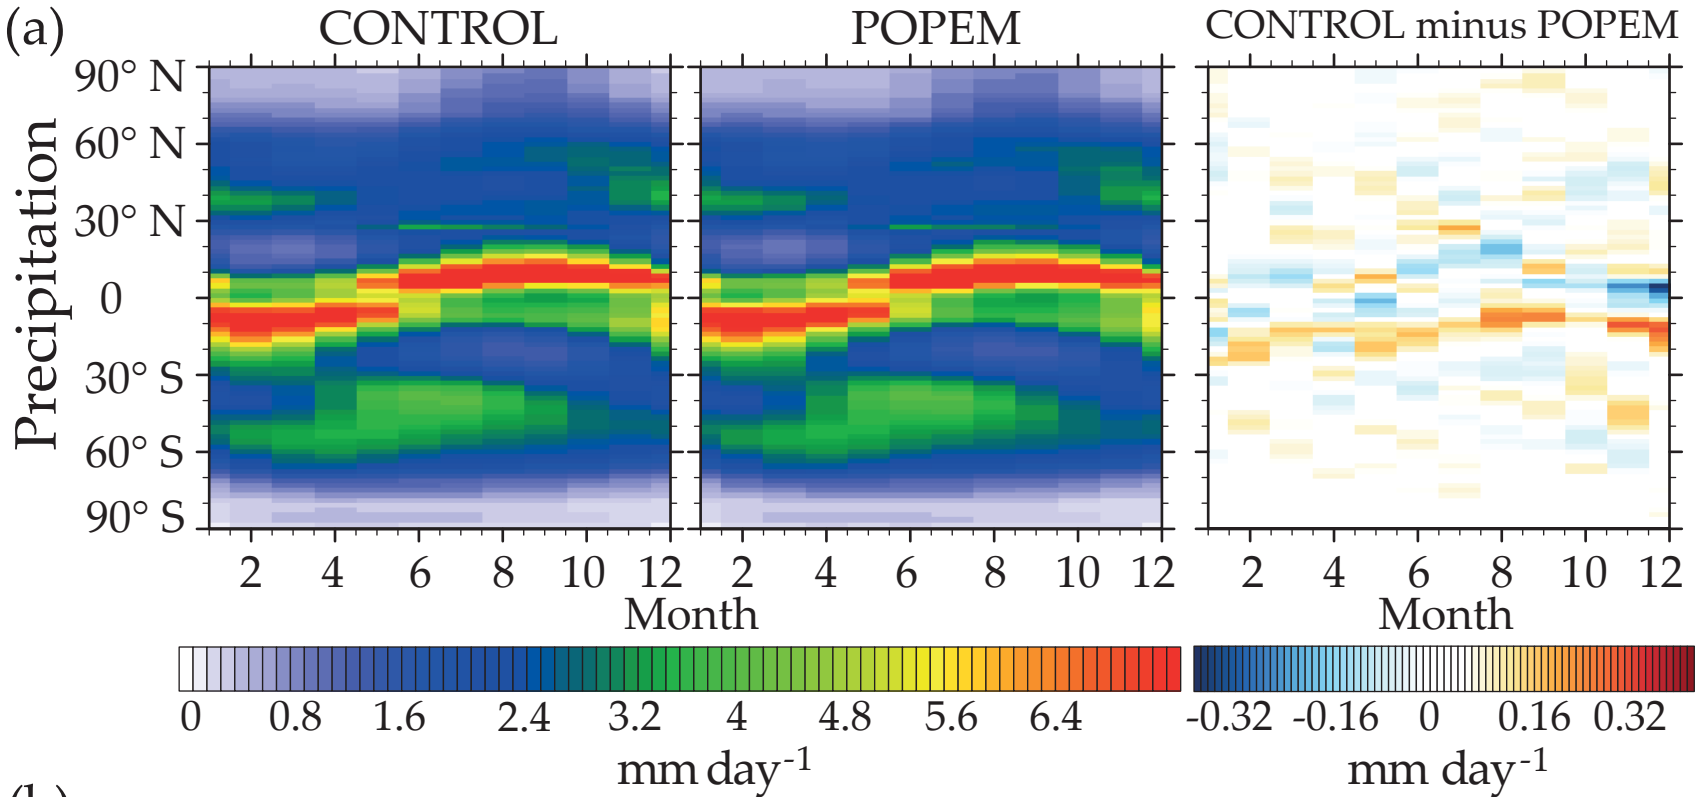 (a) CONTROL POPEM CONTROL minus POPEM
Precipitation
90° N
60° N
30° N
0
30° S
60° S
90° S
2 4 6 8 10 12 2 4 6 8 10 12 2 4 6 8 10 12
Month Month
0 0.8 1.6 2.4 3.2 4 4.8 5.6 6.4 -0.32 -0.16 0 0.16 0.32
mm day-1 mm day-1